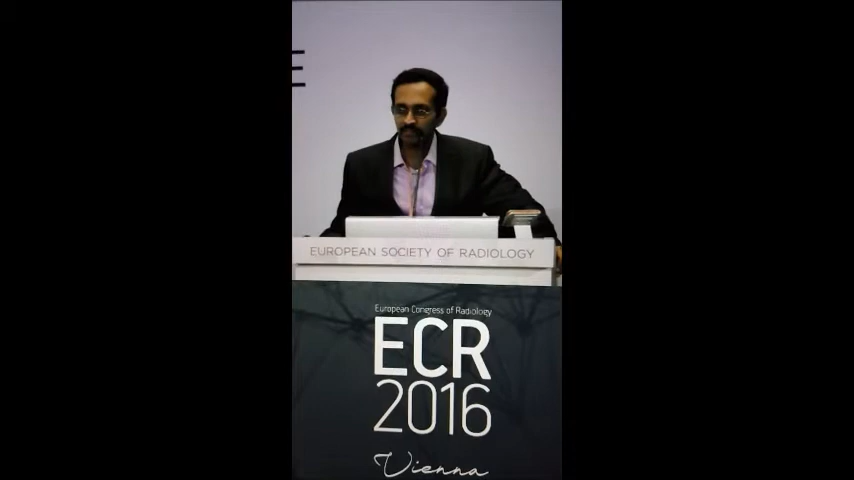 E
EUROPEAN SOCIETY OF RADIOLOGY
European Congress of Radiology
ECR
2016
Vienna